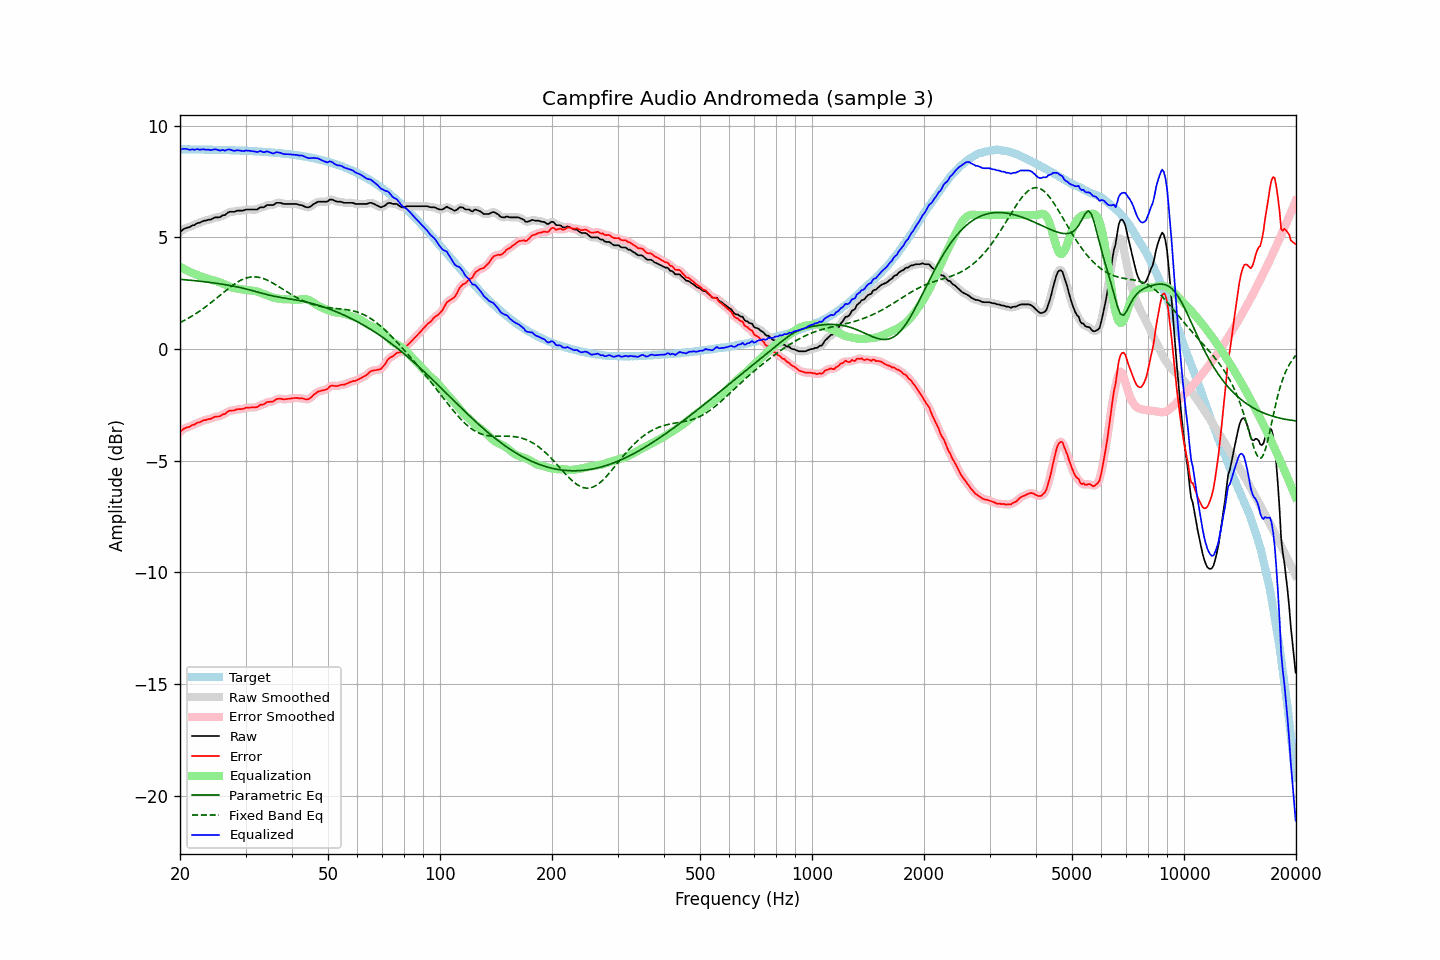 Campfire Audio Andromeda (sample 3)
10
5
0
−5
−10
−15
−20
Amplitude (dBr)
Target
Raw Smoothed
Error Smoothed
Raw
Error
Equalization
Parametric Eq
Fixed Band Eq
Equalized
20 50 100 200 500 1000 2000 5000 10000 20000
Frequency (Hz)